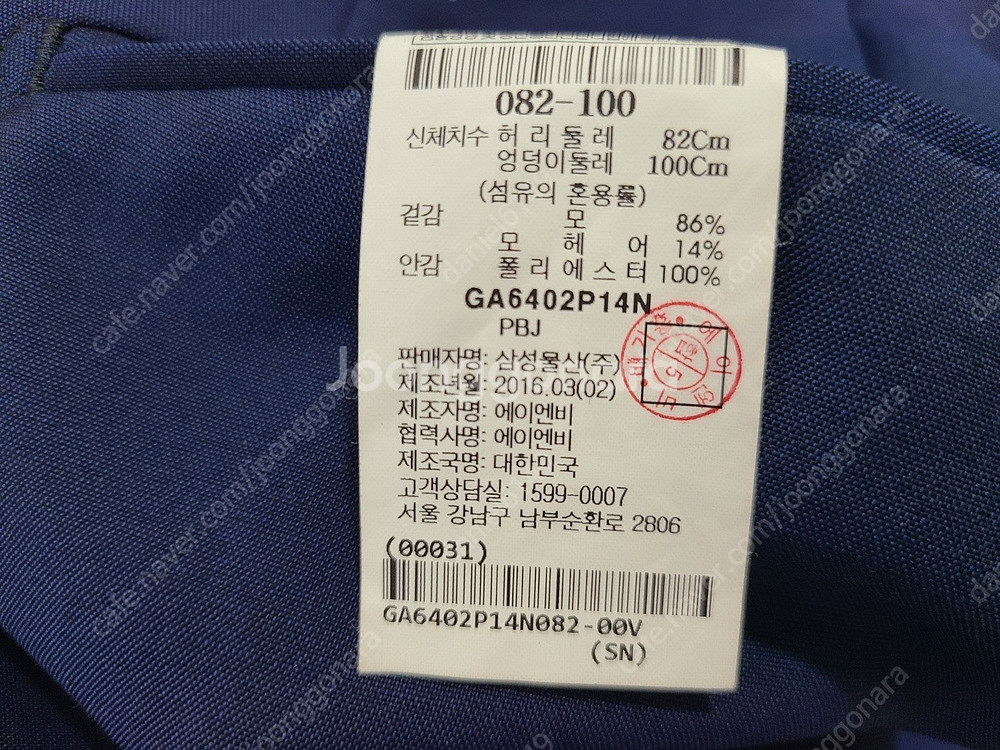 082-100
신체치수 허리둘레 82Cm
엉덩이둘레 100Cm
(섬유의 혼용률)
겉감 모 86%
모헤어 14%
안감 폴리에스터 100%
GA6402P14N
PBJ
판매자명: 삼성물산(주)
제조년월: 2016.03(02)
제조자명: 에이엔비
협력사명: 에이엔비
제조국명: 대한민국
고객상담실: 1599-0007
서울 강남구 남부순환로 2806
(00031)
GA6402P14N082-00V
(SN)
Joonggonara
cafe.naver.com/joonggonara